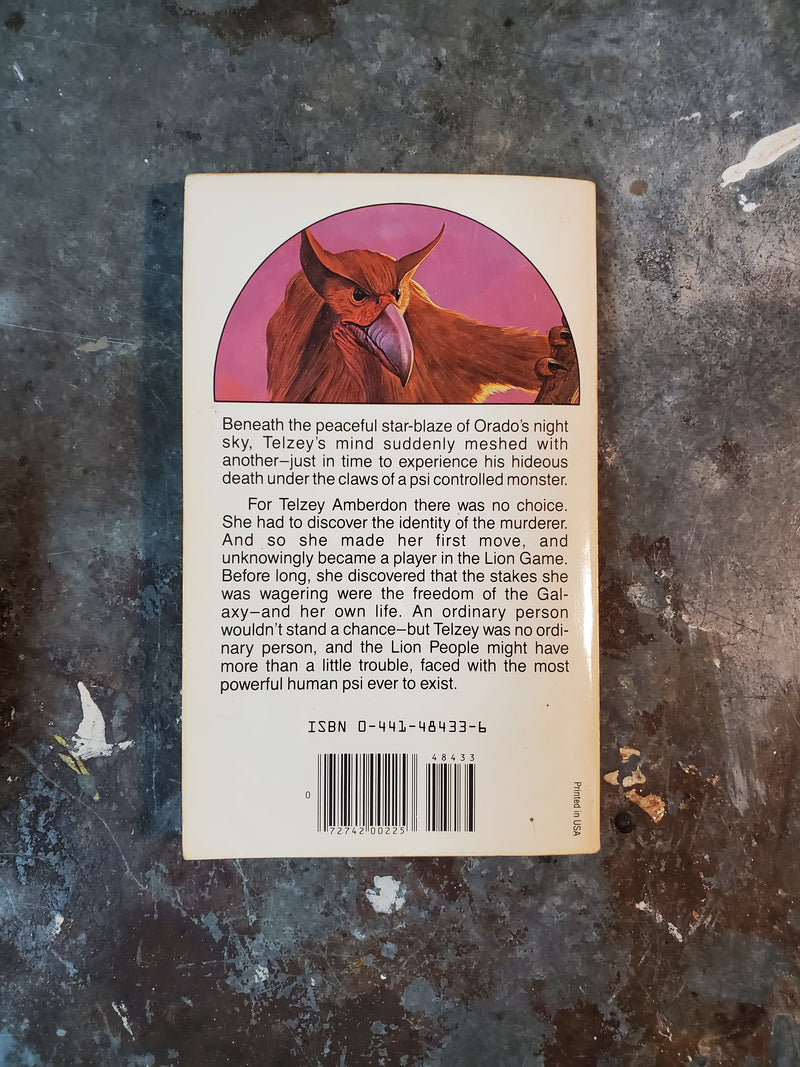 Beneath the peaceful star-blaze of Orado's night
sky, Telzey's mind suddenly meshed with
another—just in time to experience his hideous
death under the claws of a psi controlled monster.
For Telzey Amberdon there was no choice.
She had to discover the identity of the murderer.
And so she made her first move, and
unknowingly became a player in the Lion Game.
Before long, she discovered that the stakes she
was wagering were the freedom of the Gal-
axy—and her own life. An ordinary person
wouldn't stand a chance—but Telzey was no ordi-
nary person, and the Lion People might have
more than a little trouble, faced with the most
powerful human psi ever to exist.
ISBN 0-441-48433-6
48433
0
72742 00225
Printed in USA